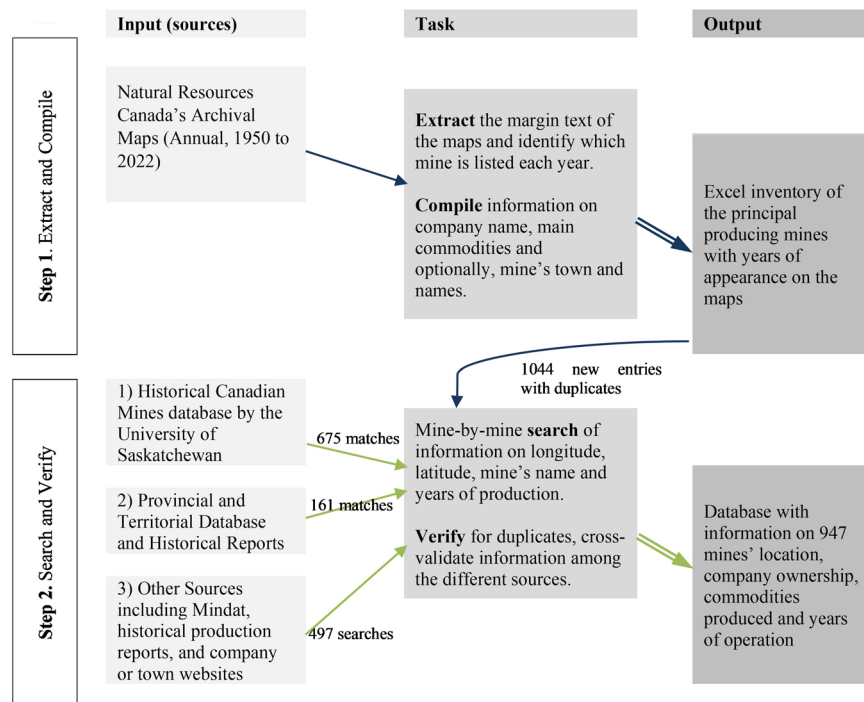 Input (sources)
Task
Output
Step 1. Extract and Compile
Natural Resources
Canada's Archival
Maps (Annual, 1950 to
2022)
Extract the margin text of
the maps and identify which
mine is listed each year.
Compile information on
company name, main
commodities and
optionally, mine's town and
names.
Excel inventory of
the principal
producing mines
with years of
appearance on the
maps
1044 new entries
with duplicates
Step 2. Search and Verify
1) Historical Canadian
Mines database by the
University of
Saskatchewan
675 matches
2) Provincial and
Territorial Database
and Historical Reports
161 matches
3) Other Sources
including Mindat,
historical production
reports, and company
or town websites
497 searches
Mine-by-mine search of
information on longitude,
latitude, mine's name and
years of production.
Verify for duplicates, cross-
validate information among
the different sources.
Database with
information on 947
mines' location,
company ownership,
commodities
produced and years
of operation